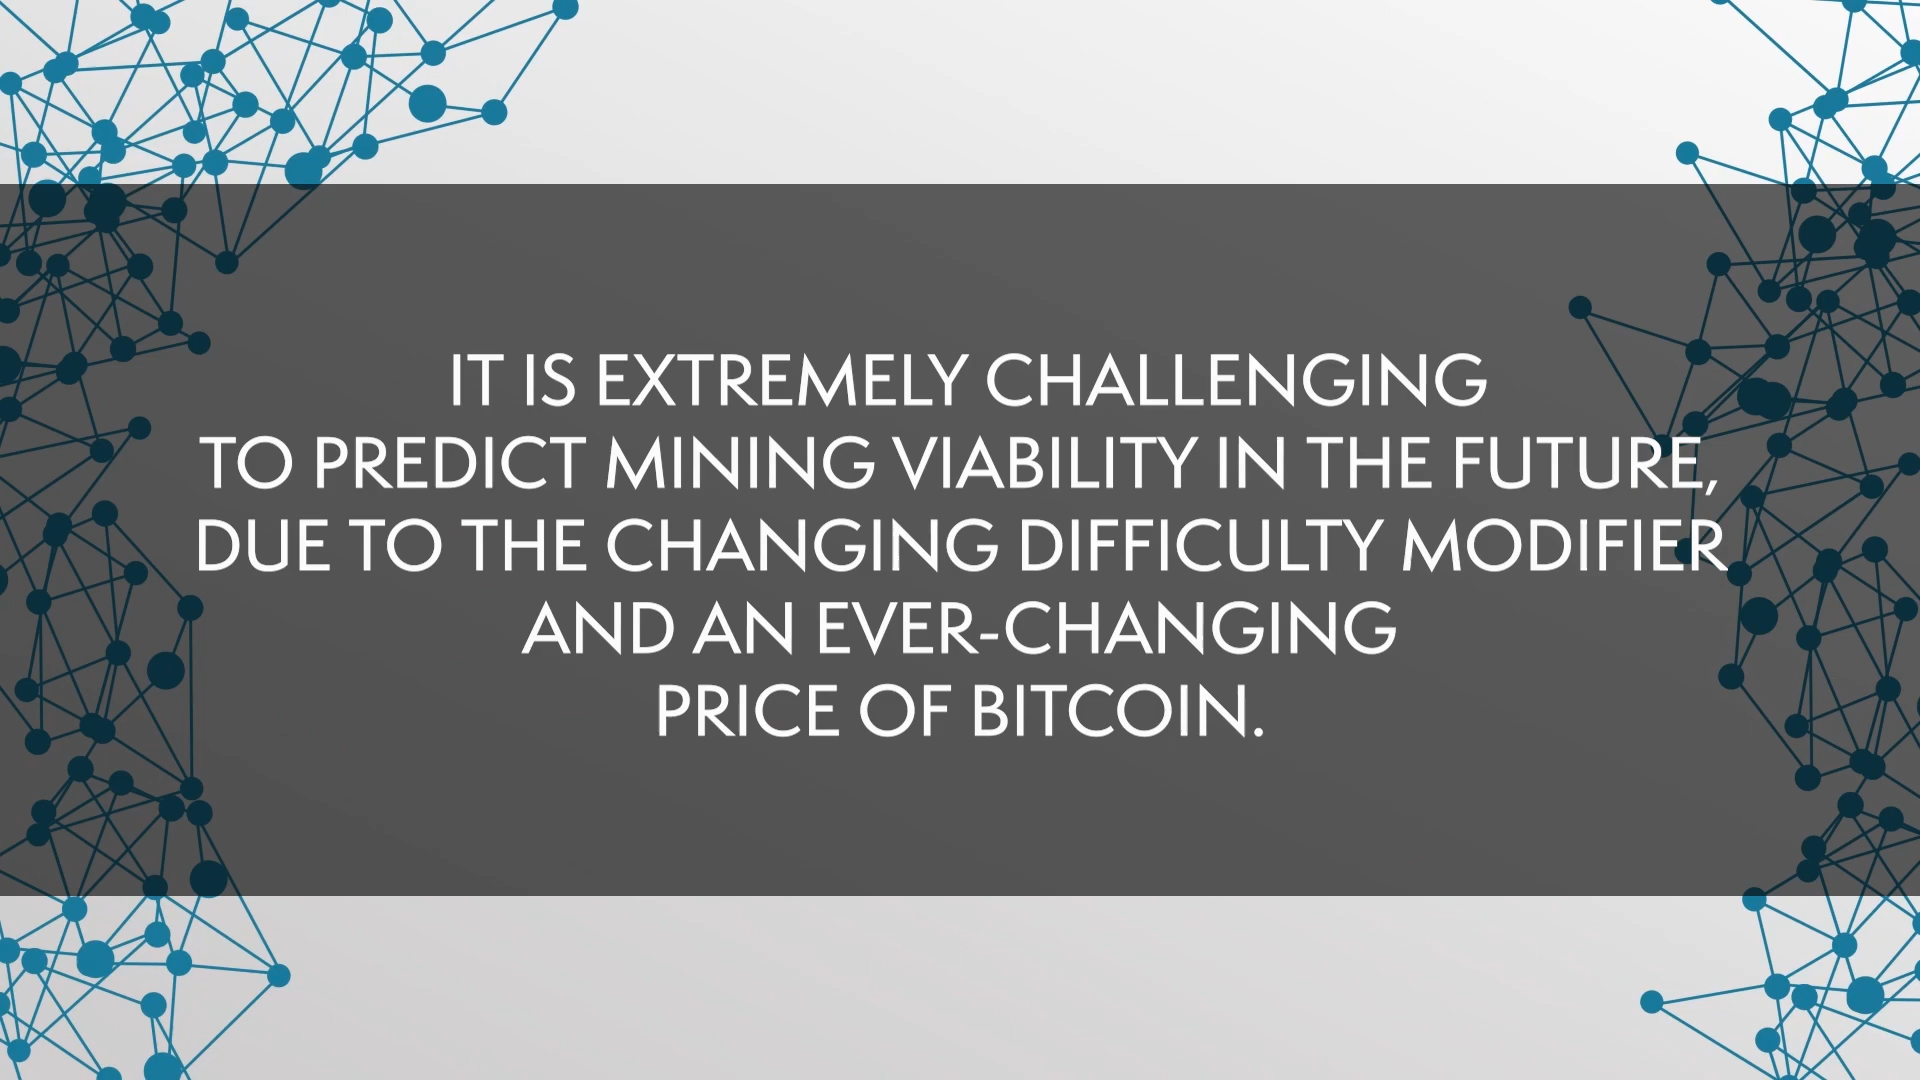 IT IS EXTREMELY CHALLENGING
TO PREDICT MINING VIABILITY IN THE FUTURE,
DUE TO THE CHANGING DIFFICULTY MODIFIER
AND AN EVER-CHANGING
PRICE OF BITCOIN.